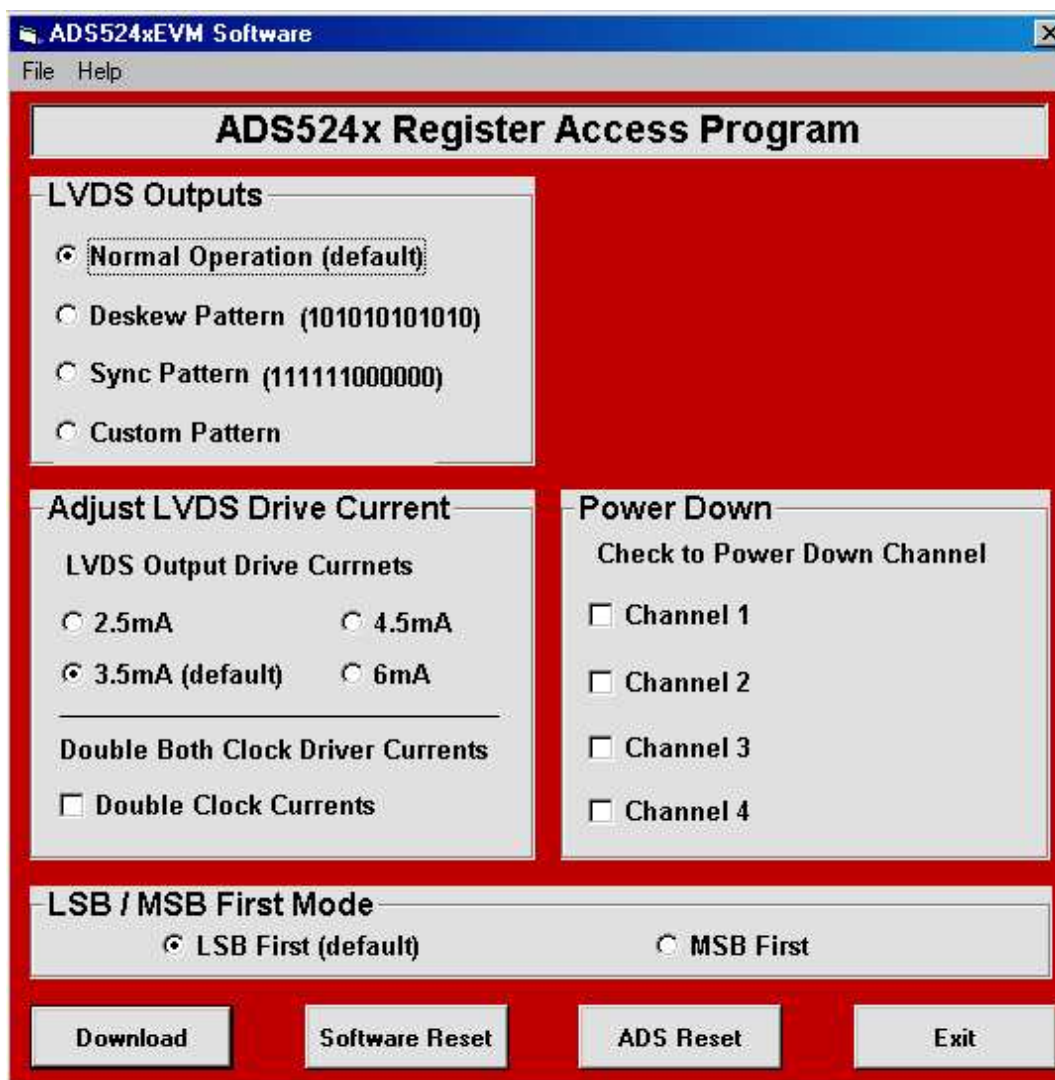 ADS524xEVM Software
File Help
ADS524x Register Access Program
LVDS Outputs
Normal Operation (default)
Deskew Pattern (101010101010)
Sync Pattern (111111000000)
Custom Pattern
Adjust LVDS Drive Current
LVDS Output Drive Currnets
2.5mA 4.5mA
3.5mA (default) 6mA
Double Both Clock Driver Currents
Double Clock Currents
Power Down
Check to Power Down Channel
Channel 1
Channel 2
Channel 3
Channel 4
LSB / MSB First Mode
LSB First (default) MSB First
Download Software Reset ADS Reset Exit